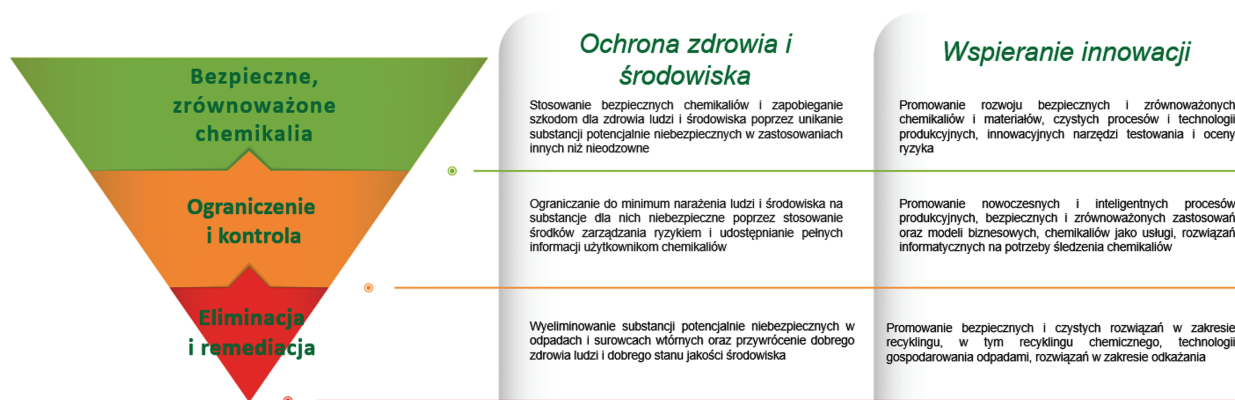 Bezpieczne,
zrównoważone
chemikalia
Ograniczenie
i kontrola
Eliminacja
i remediacja
Ochrona zdrowia i
środowiska
Stosowanie bezpiecznych chemikaliów i zapobieganie
szkodom dla zdrowia ludzi i środowiska poprzez unikanie
substancji potencjalnie niebezpiecznych w zastosowaniach
innych niż nieodzowne
Ograniczanie do minimum narażenia ludzi i środowiska na
substancje dla nich niebezpieczne poprzez stosowanie
środków zarządzania ryzykiem i udostępnianie pełnych
informacji użytkownikom chemikaliów
Wyeliminowanie substancji potencjalnie niebezpiecznych w
odpadach i surowcach wtórnych oraz przywrócenie dobrego
zdrowia ludzi i dobrego stanu jakości środowiska
Wspieranie innowacji
Promowanie rozwoju bezpiecznych i zrównoważonych
chemikaliów i materiałów, czystych procesów i technologii
produkcyjnych, innowacyjnych narzędzi testowania i oceny
ryzyka
Promowanie nowoczesnych i inteligentnych procesów
produkcyjnych, bezpiecznych i zrównoważonych zastosowań
oraz modeli biznesowych, chemikaliów jako usługi, rozwiązań
informatycznych na potrzeby śledzenia chemikaliów
Promowanie bezpiecznych i czystych rozwiązań w zakresie
recyklingu, w tym recyklingu chemicznego, technologii
gospodarowania odpadami, rozwiązań w zakresie odkażania